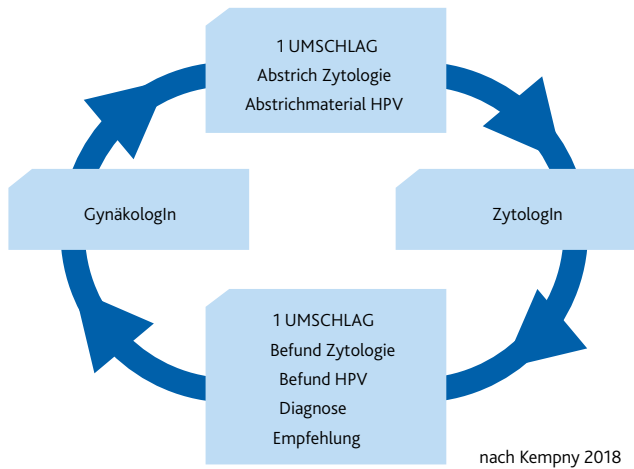 1 UMSCHLAG
Abstrich Zytologie
Abstrichmaterial HPV
GynäkologIn
ZytologIn
1 UMSCHLAG
Befund Zytologie
Befund HPV
Diagnose
Empfehlung
nach Kempny 2018